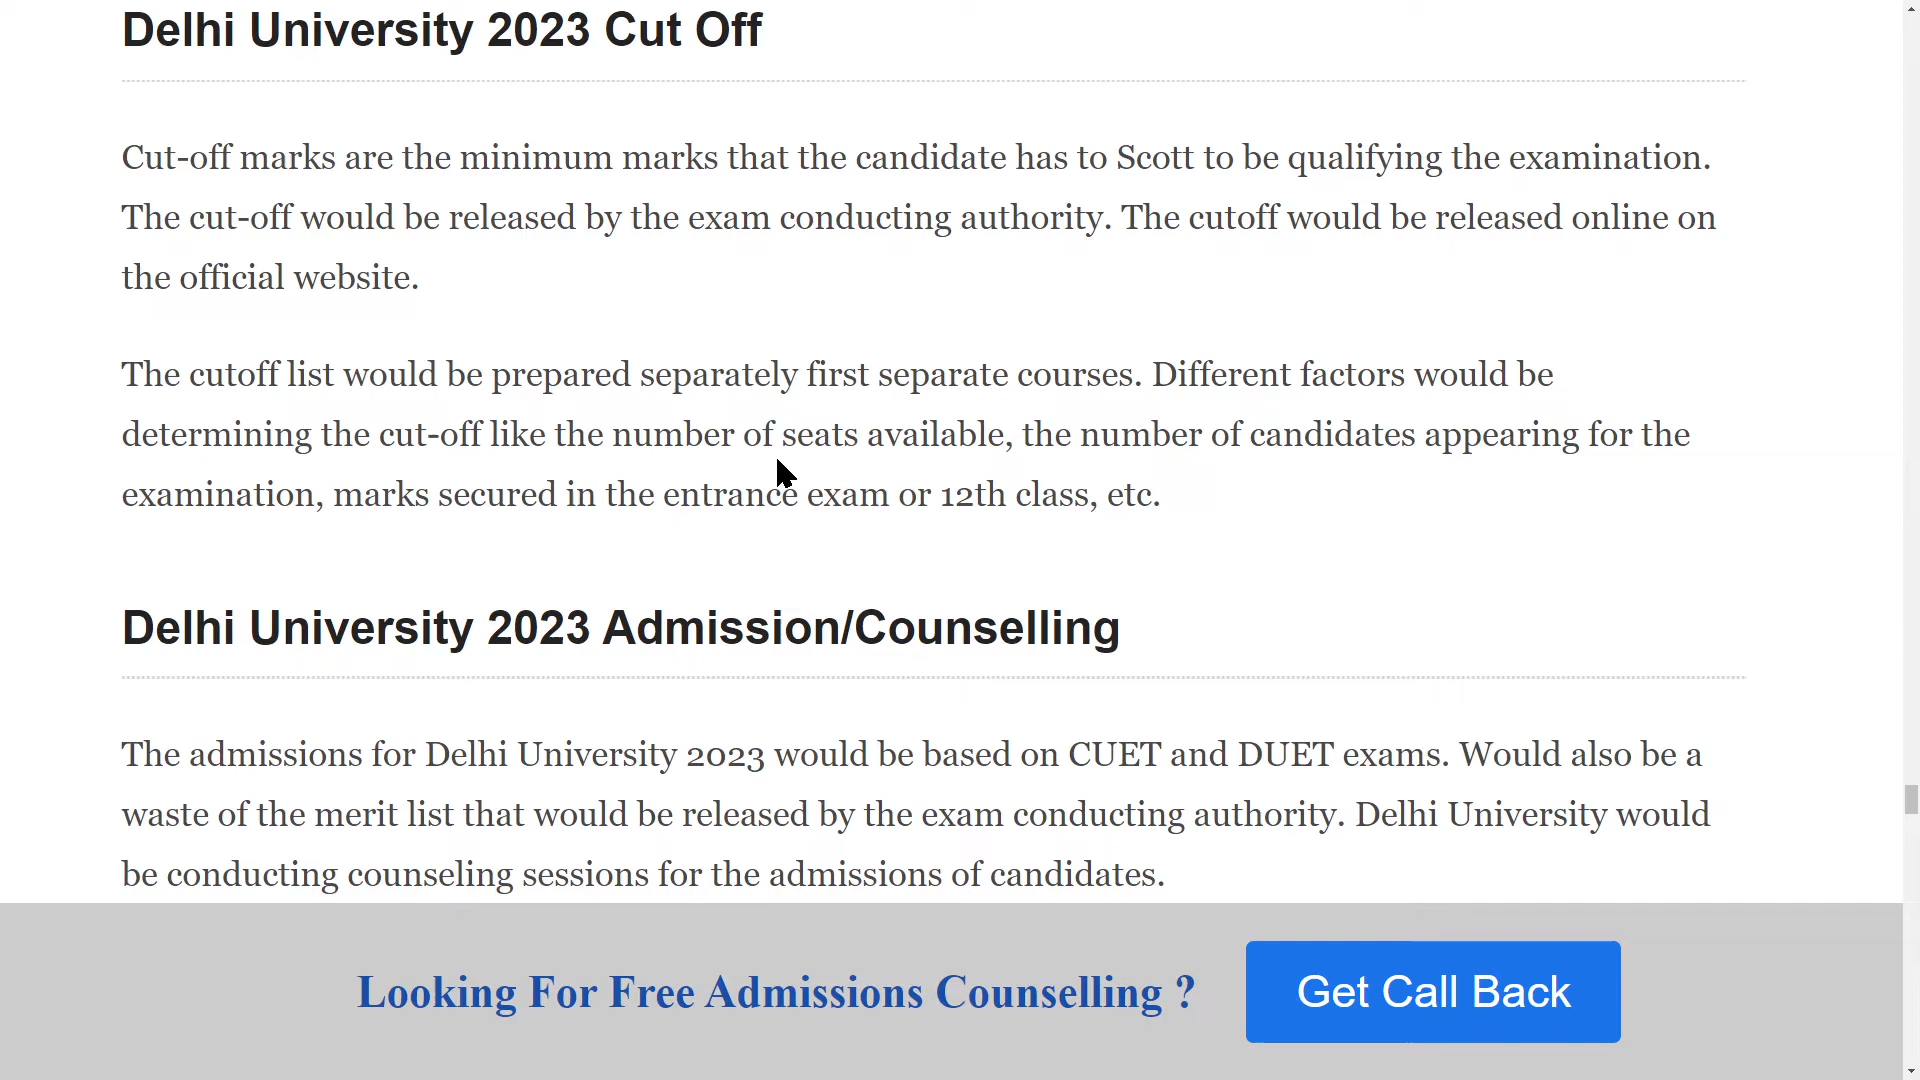 Delhi University 2023 Cut Off
Cut-off marks are the minimum marks that the candidate has to Scott to be qualifying the examination.
The cut-off would be released by the exam conducting authority. The cutoff would be released online on
the official website.
The cutoff list would be prepared separately first separate courses. Different factors would be
determining the cut-off like the number of seats available, the number of candidates appearing for the
examination, marks secured in the entrance exam or 12th class, etc.
Delhi University 2023 Admission/Counselling
The admissions for Delhi University 2023 would be based on CUET and DUET exams. Would also be a
waste of the merit list that would be released by the exam conducting authority. Delhi University would
be conducting counseling sessions for the admissions of candidates.
Looking For Free Admissions Counselling ?
Get Call Back